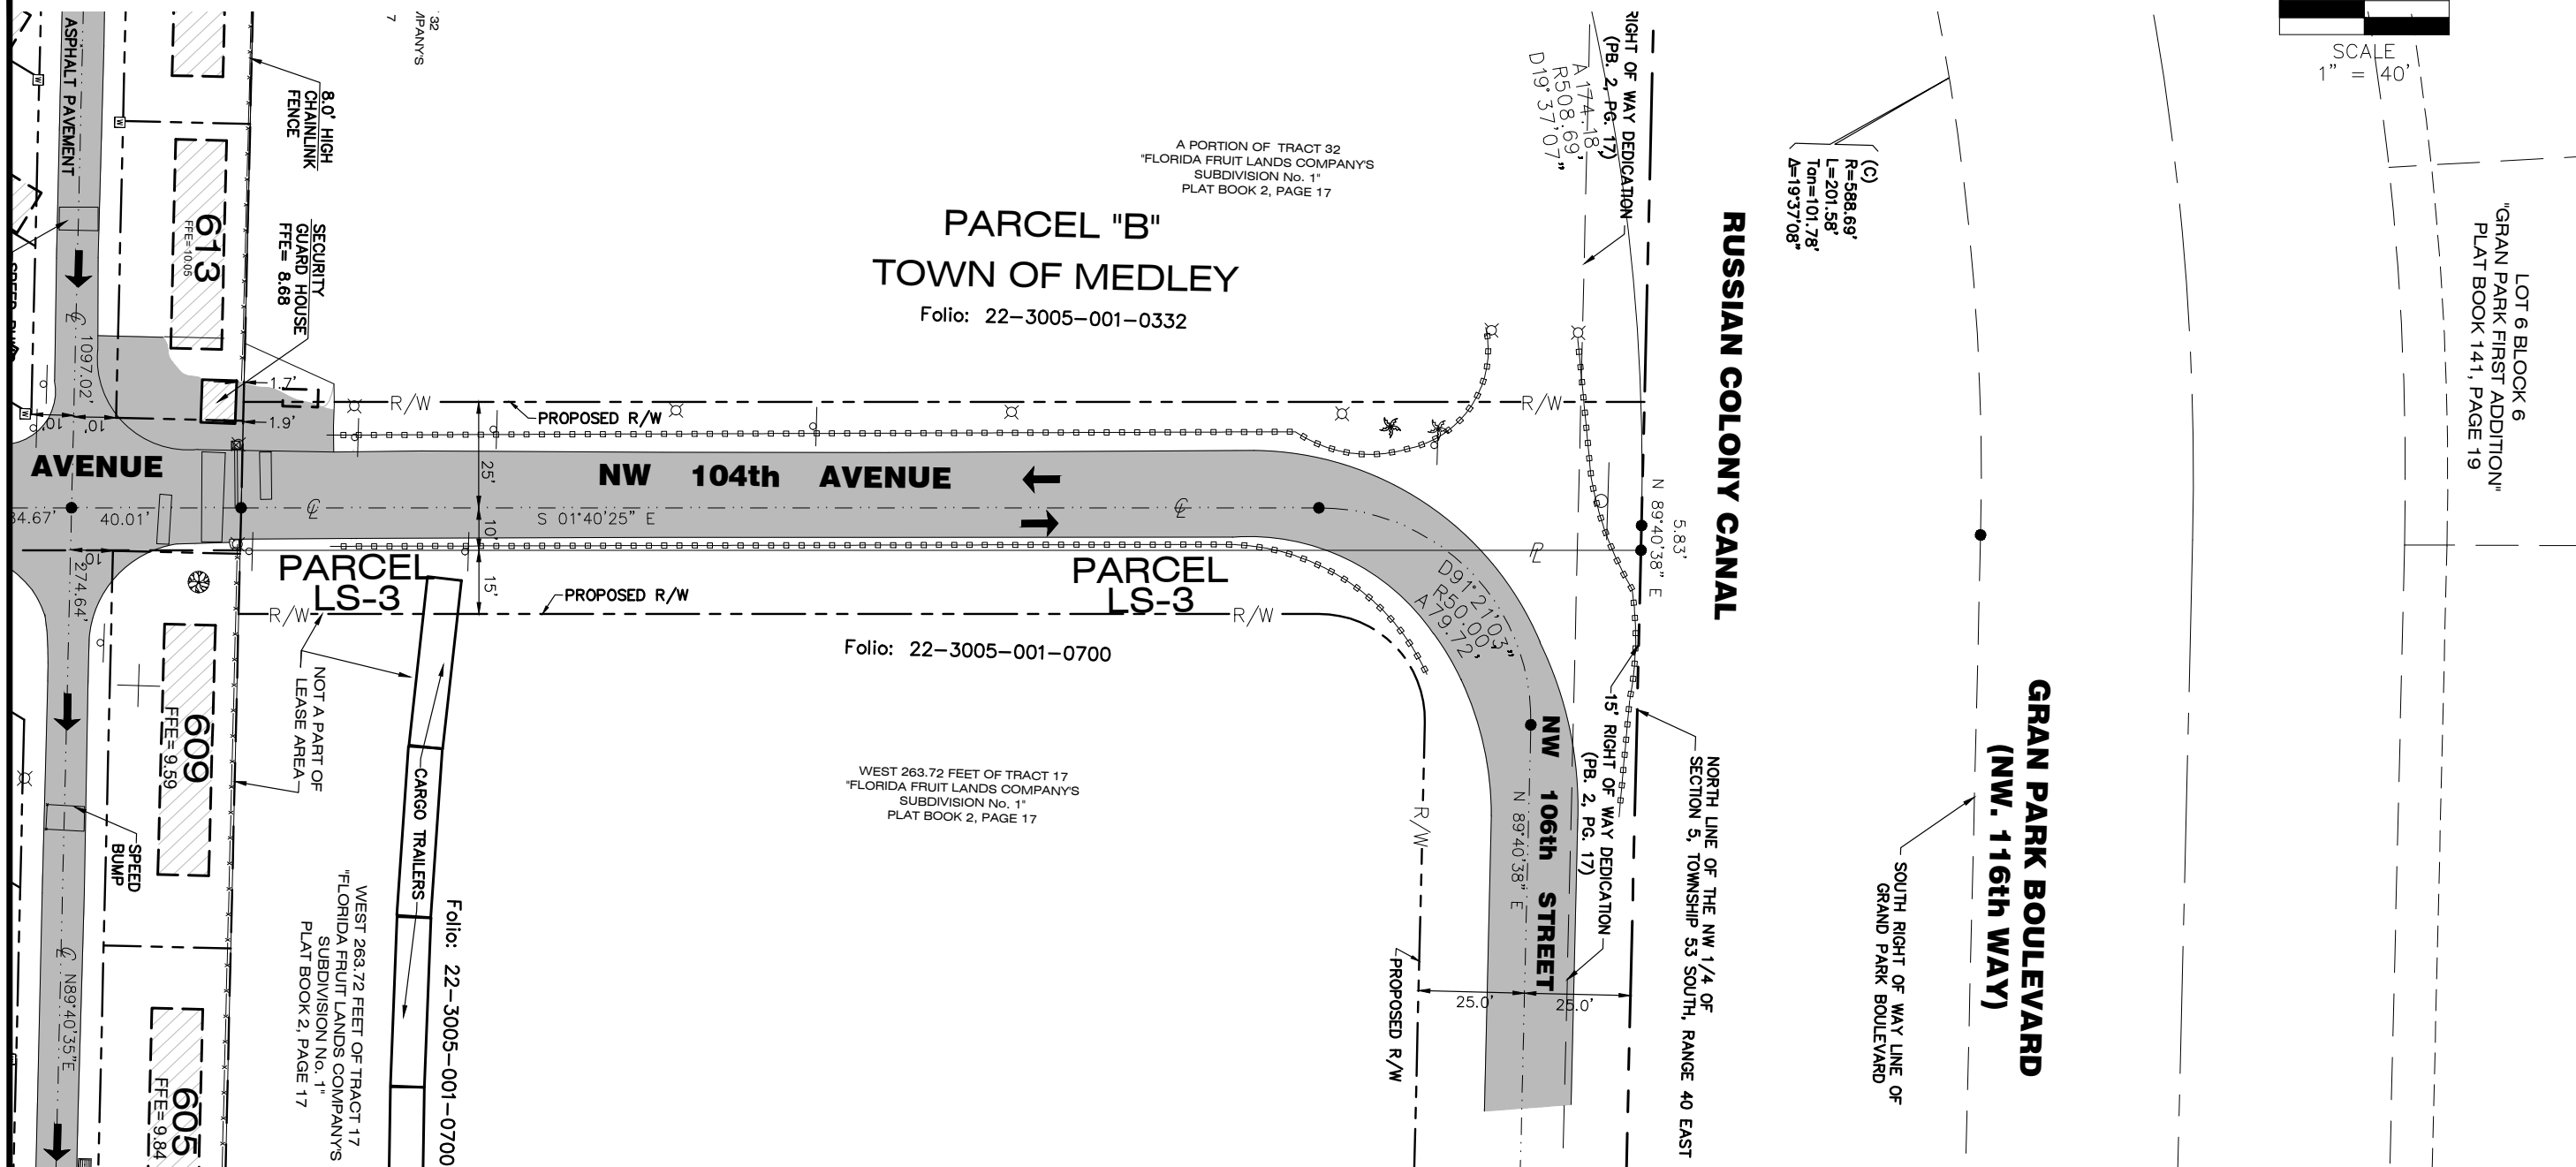 ASPHALT PAVEMENT
32
7
8.0' HIGH
CHAINLINK
FENCE
613
FFE=10.05
SECURITY
GUARD HOUSE
FFE= 8.68
1097.02'
1.7'
1.9'
10'
10'
AVENUE
40.01'
10'
274.64'
A PORTION OF TRACT 32
"FLORIDA FRUIT LANDS COMPANY'S
SUBDIVISION No. 1"
PLAT BOOK 2, PAGE 17
PARCEL "B"
TOWN OF MEDLEY
Folio: 22-3005-001-0332
R/W
PROPOSED R/W
R/W
25'
NW 104th AVENUE
S 01°40'25" E
10'
15'
PARCEL
LS-3
PARCEL
LS-3
R/W
PROPOSED R/W
R/W
Folio: 22-3005-001-0700
WEST 263.72 FEET OF TRACT 17
"FLORIDA FRUIT LANDS COMPANY'S
SUBDIVISION No. 1"
PLAT BOOK 2, PAGE 17
NOT A PART OF
LEASE AREA
CARGO TRAILERS
609
FFE= 9.59
SPEED
BUMP
N89°40'35"E
605
FFE= 9.84
WEST 263.72 FEET OF TRACT 17
"FLORIDA FRUIT LANDS COMPANY'S
SUBDIVISION No. 1"
PLAT BOOK 2, PAGE 17
Folio: 22-3005-001-0700
RIGHT OF WAY DEDICATION
(PB. 2, PG. 17)
A 174.18'
R508.69'
D19°37'07"
RUSSIAN COLONY CANAL
N 89°40'38" E
5.83'
D91°21'03"
R50.00'
A79.72'
NW 106th STREET
N 89°40'38" E
15' RIGHT OF WAY DEDICATION
(PB. 2, PG. 17)
R/W
PROPOSED R/W
25.0'
25.0'
NORTH LINE OF THE NW 1/4 OF
SECTION 5, TOWNSHIP 53 SOUTH, RANGE 40 EAST
(C)
R=588.69'
L=201.58'
Tan=101.78'
Δ=19°37'08"
GRAN PARK BOULEVARD
(NW. 116th WAY)
SOUTH RIGHT OF WAY LINE OF
GRAND PARK BOULEVARD
SCALE
1" = 40'
LOT 6 BLOCK 6
"GRAN PARK FIRST ADDITION"
PLAT BOOK 141, PAGE 19